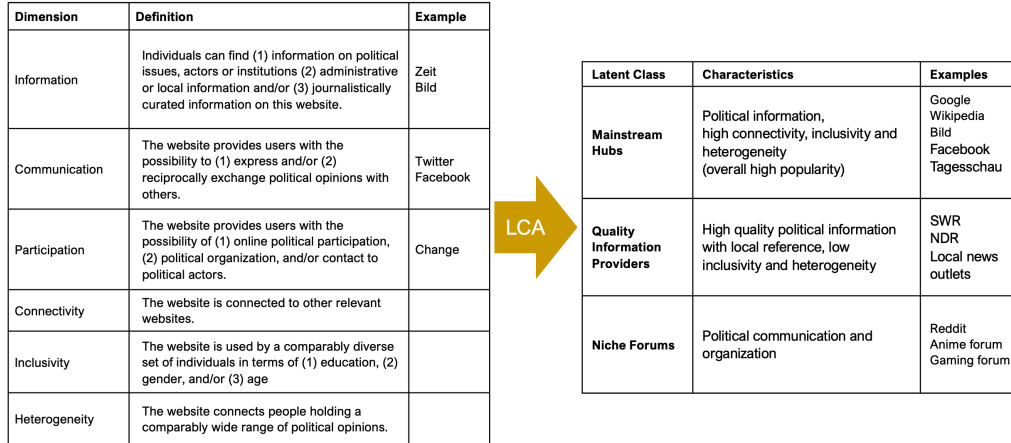 Dimension
Definition
Example
Information
Individuals can find (1) information on political
issues, actors or institutions (2) administrative
or local information and/or (3) journalistically
curated information on this website.
Zeit
Bild
Communication
The website provides users with the
possibility to (1) express and/or (2)
reciprocally exchange political opinions with
others.
Twitter
Facebook
Participation
The website provides users with the
possibility of (1) online political participation,
(2) political organization, and/or contact to
political actors.
Change
Connectivity
The website is connected to other relevant
websites.
Inclusivity
The website is used by a comparably diverse
set of individuals in terms of (1) education, (2)
gender, and/or (3) age
Heterogeneity
The website connects people holding a
comparably wide range of political opinions.
LCA
Latent Class
Characteristics
Examples
Mainstream
Hubs
Political information,
high connectivity, inclusivity and
heterogeneity
(overall high popularity)
Google
Wikipedia
Bild
Facebook
Tagesschau
Quality
Information
Providers
High quality political information
with local reference, low
inclusivity and heterogeneity
SWR
NDR
Local news
outlets
Niche Forums
Political communication and
organization
Reddit
Anime forum
Gaming forum